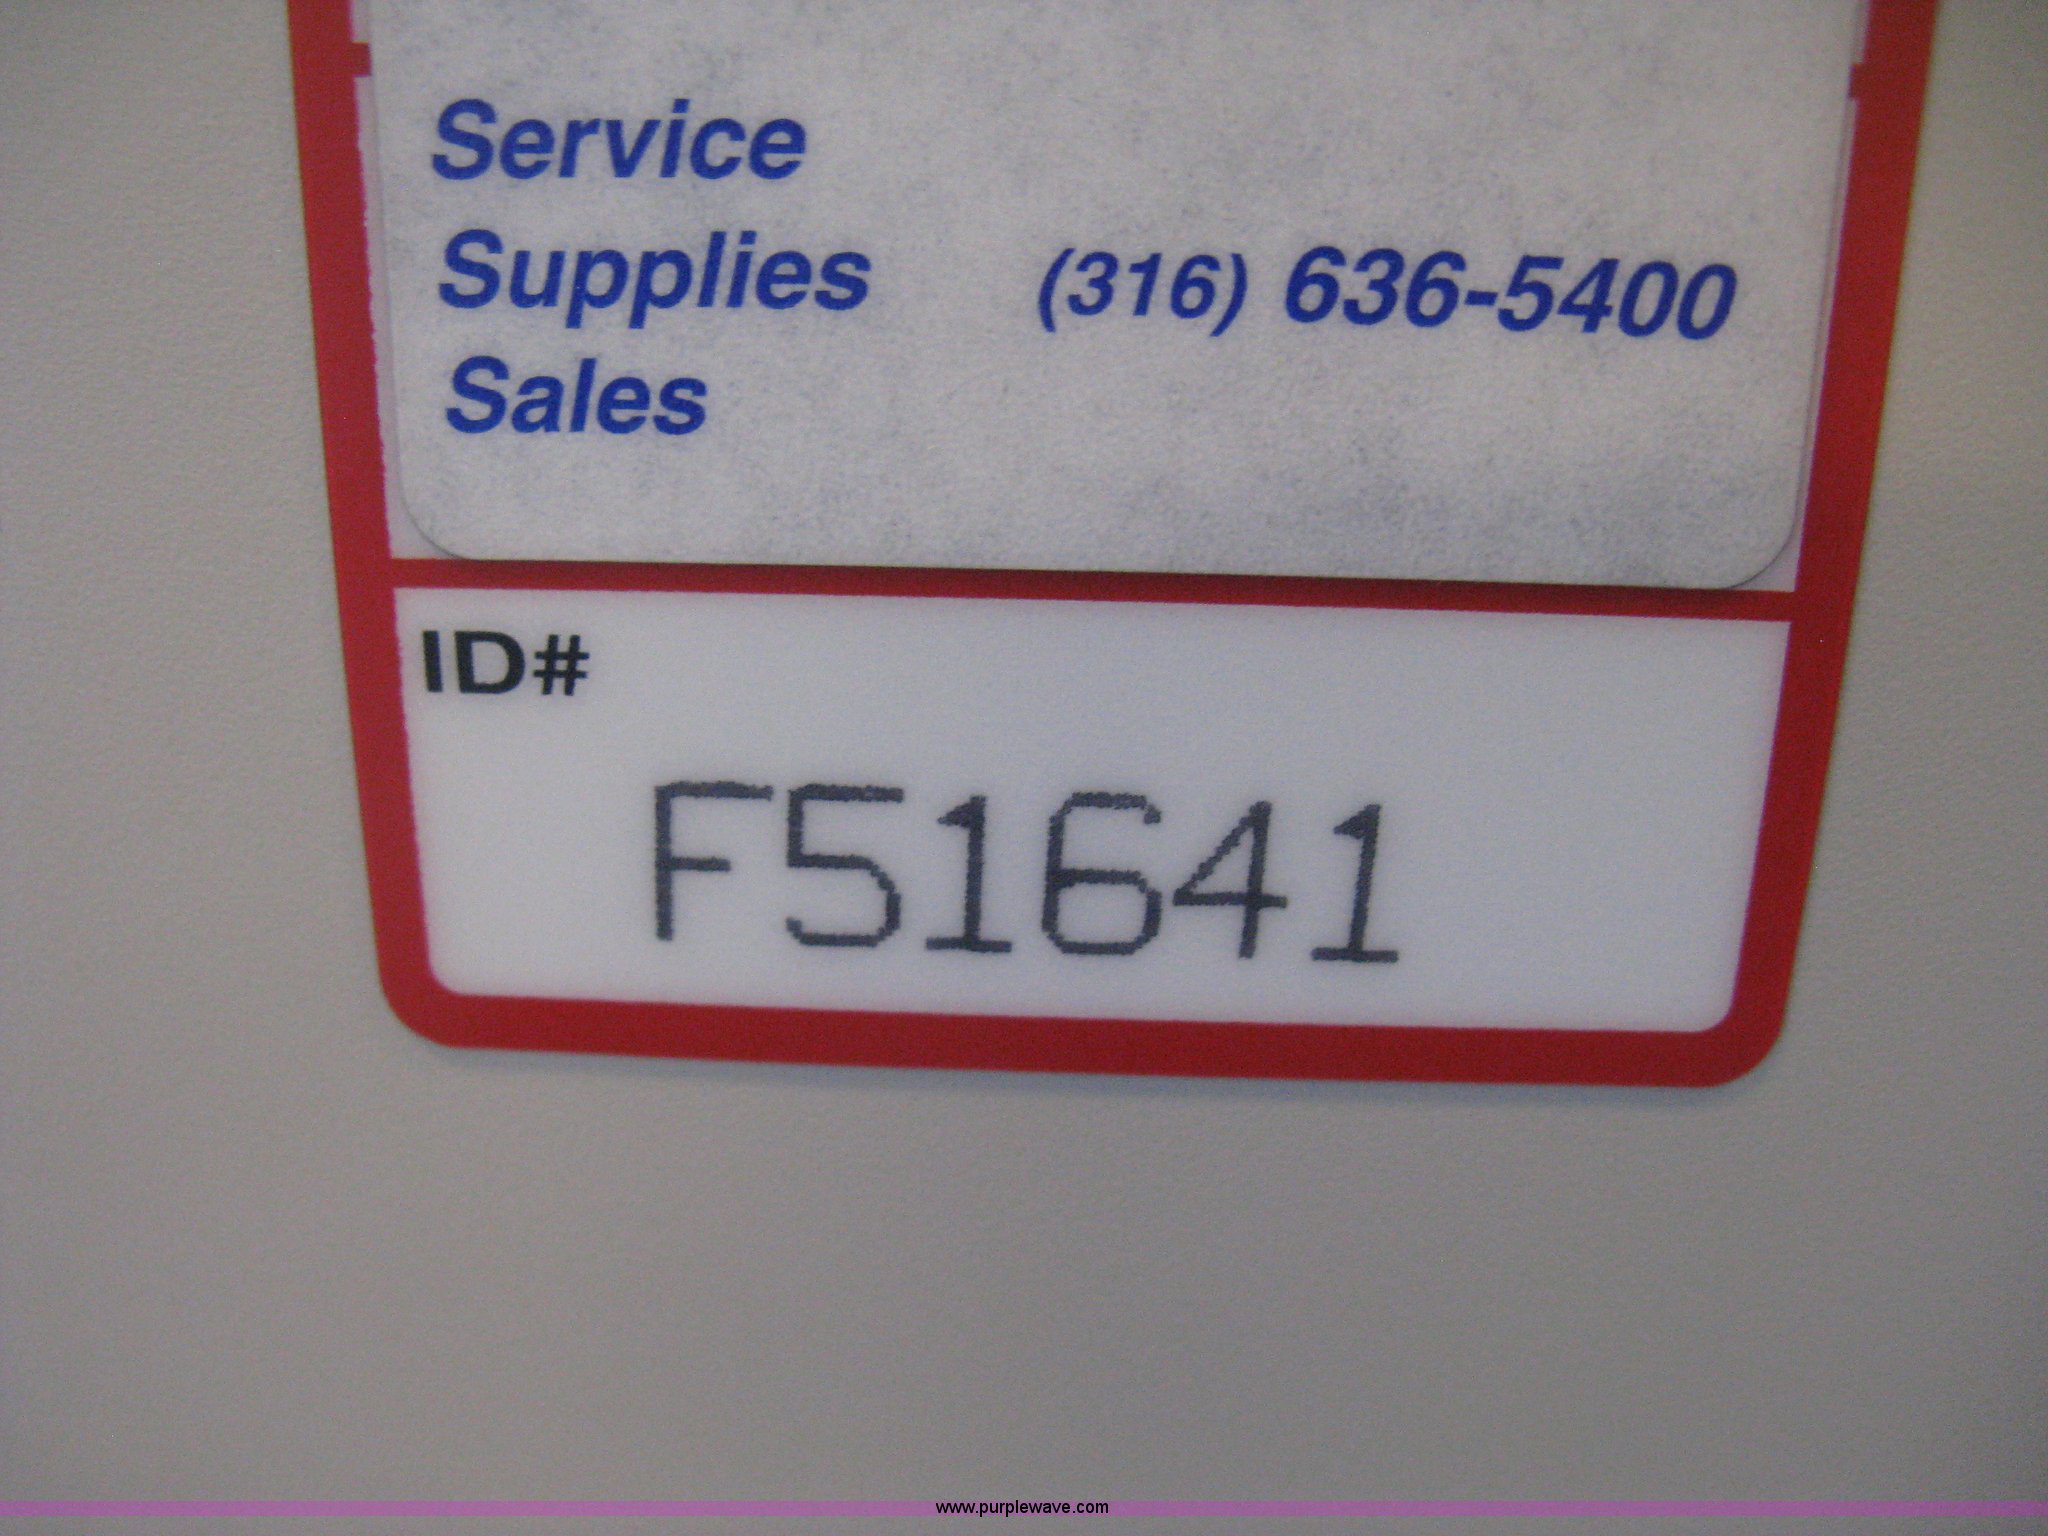 Service
Supplies (316) 636-5400
Sales
ID#
F51641
www.purplewave.com